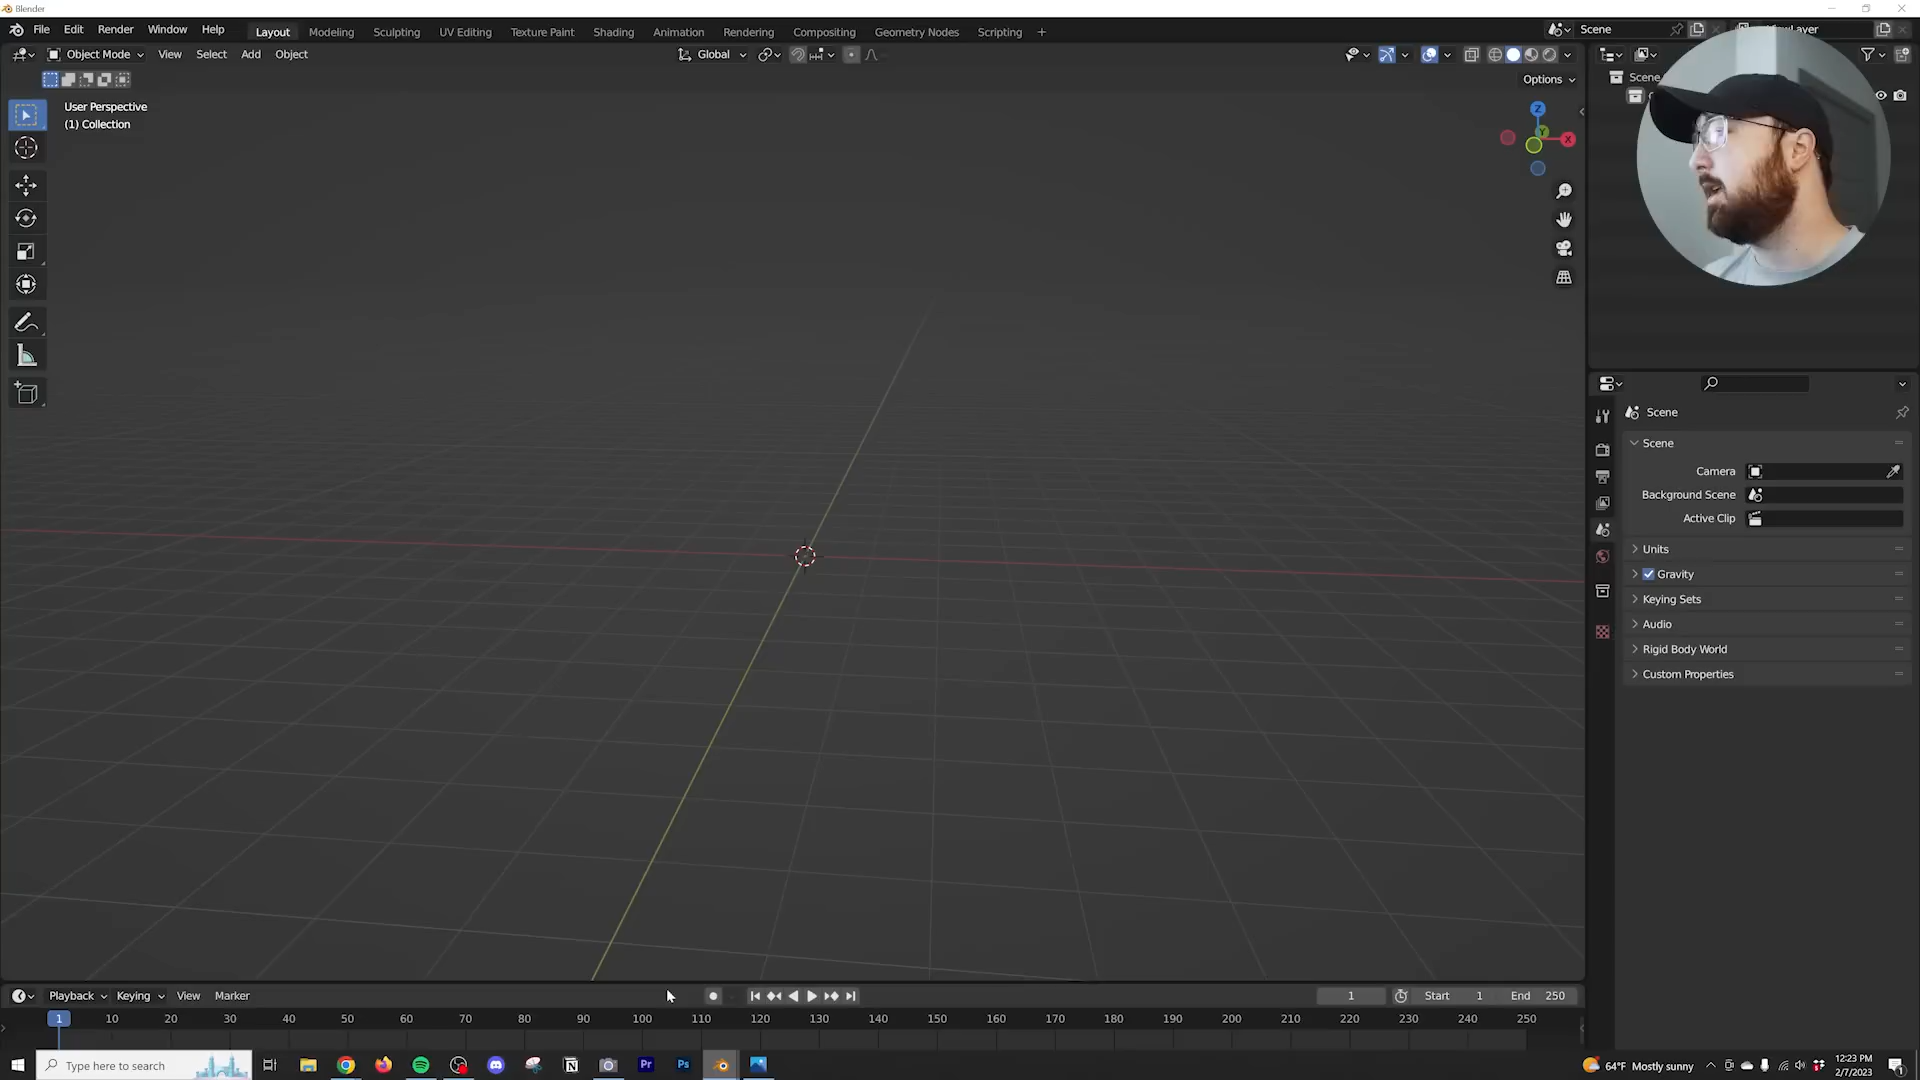 Blender
File Edit Render Window Help Layout Modeling Sculpting UV Editing Texture Paint Shading Animation Rendering Compositing Geometry Nodes Scripting + Scene
Object Mode View Select Add Object Global
Options
User Perspective
(1) Collection
Z
Y
X
Scene
Scene
Scene
Camera
Background Scene
Active Clip
Units
Gravity
Keying Sets
Audio
Rigid Body World
Custom Properties
Playback Keying View Marker 1 Start 1 End 250
1 10 20 30 40 50 60 70 80 90 100 110 120 130 140 150 160 170 180 190 200 210 220 230 240 250
Type here to search N Pr Ps 64°F Mostly sunny 12:23 PM
2/7/2023
1